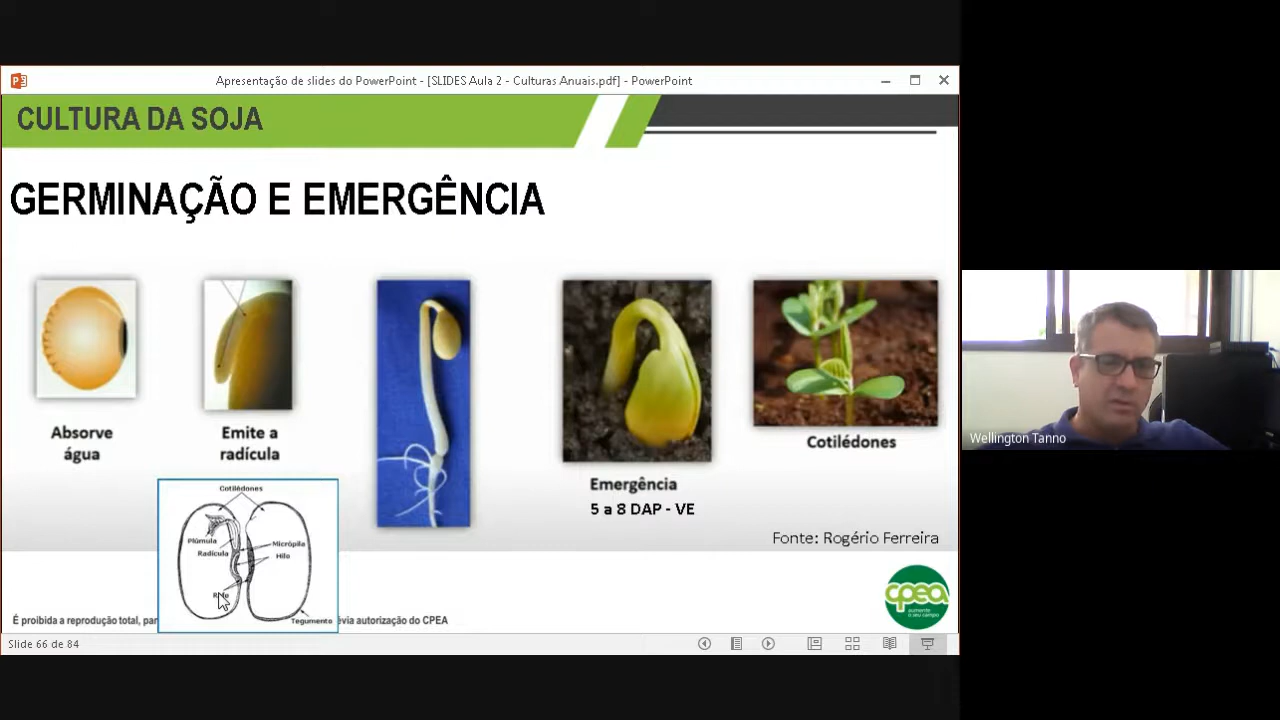 Apresentação de slides do PowerPoint - [SLIDES Aula 2 - Culturas Anuais.pdf] - PowerPoint
CULTURA DA SOJA
GERMINAÇÃO E EMERGÊNCIA
Absorve
água
Emite a
radícula
Emergência
5 a 8 DAP - VE
Cotilédones
Fonte: Rogério Ferreira
Cotilédones
Plúmula
Radícula
Micrópila
Hilo
Tegumento
cpea
É proibida a reprodução total, par
évia autorização do CPEA
Slide 66 de 84
Wellington Tanno